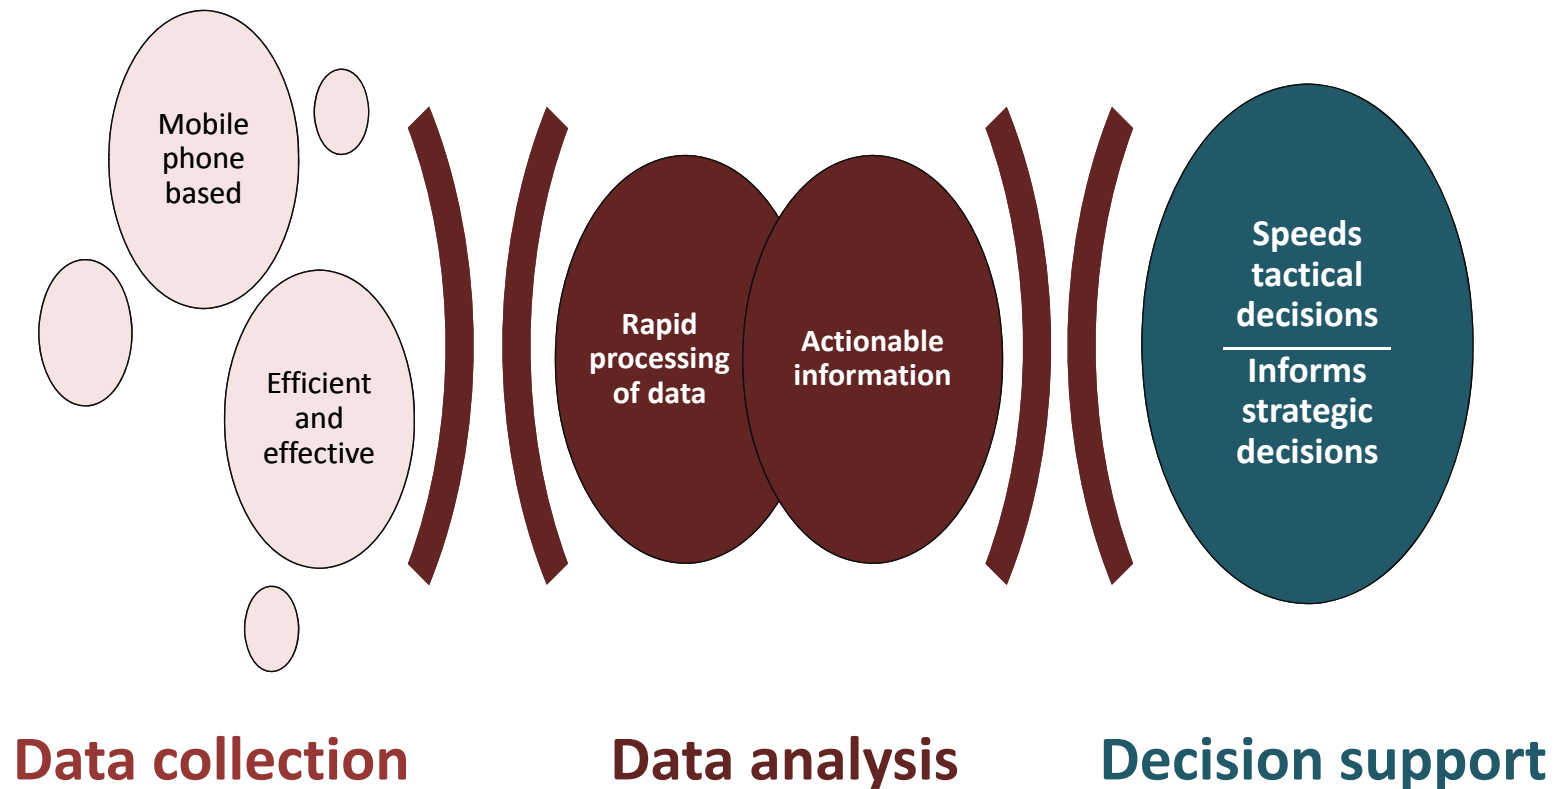 Mobile
phone
based
Efficient
and
effective
Rapid
processing
of data
Actionable
information
Speeds
tactical
decisions
Informs
strategic
decisions
Data collection
Data analysis
Decision support